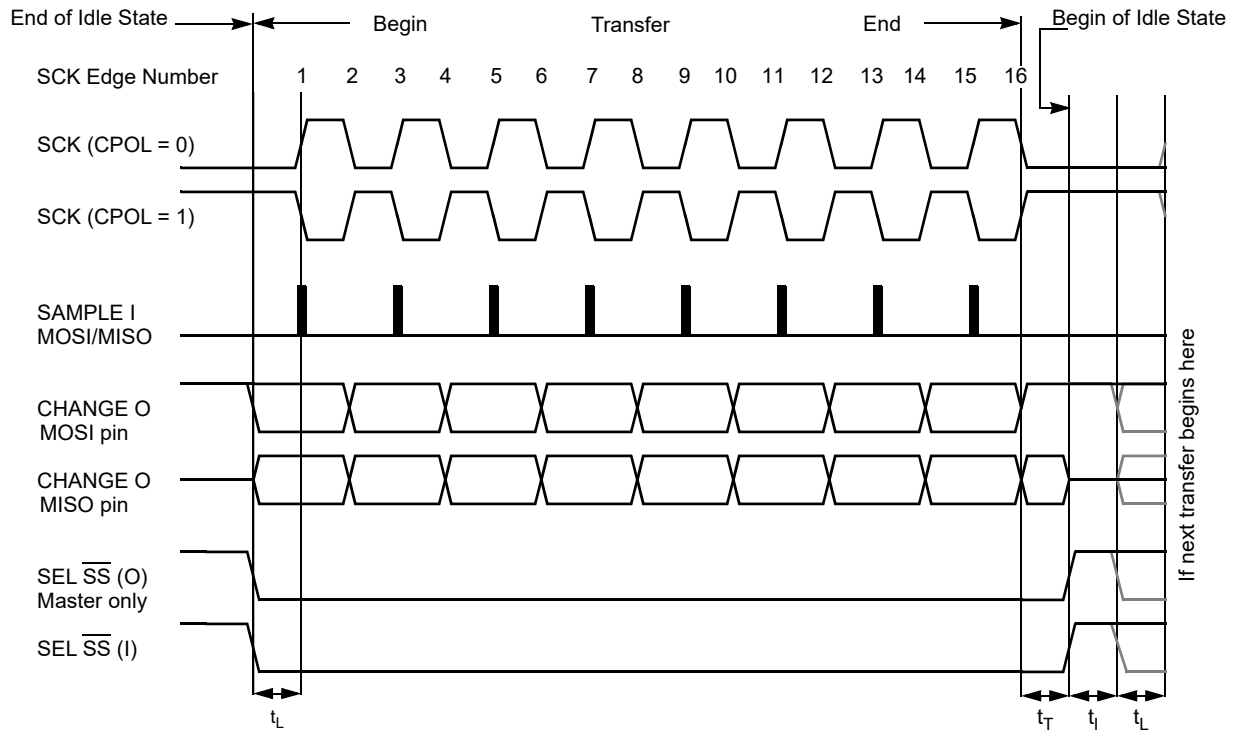 End of Idle State
Begin
Transfer
End
Begin of Idle State
SCK Edge Number
1 2 3 4 5 6 7 8 9 10 11 12 13 14 15 16
SCK (CPOL = 0)
SCK (CPOL = 1)
SAMPLE I
MOSI/MISO
CHANGE O
MOSI pin
CHANGE O
MISO pin
SEL S̅S̅ (O)
Master only
SEL S̅S̅ (I)
If next transfer begins here
tL
tT
tI
tL